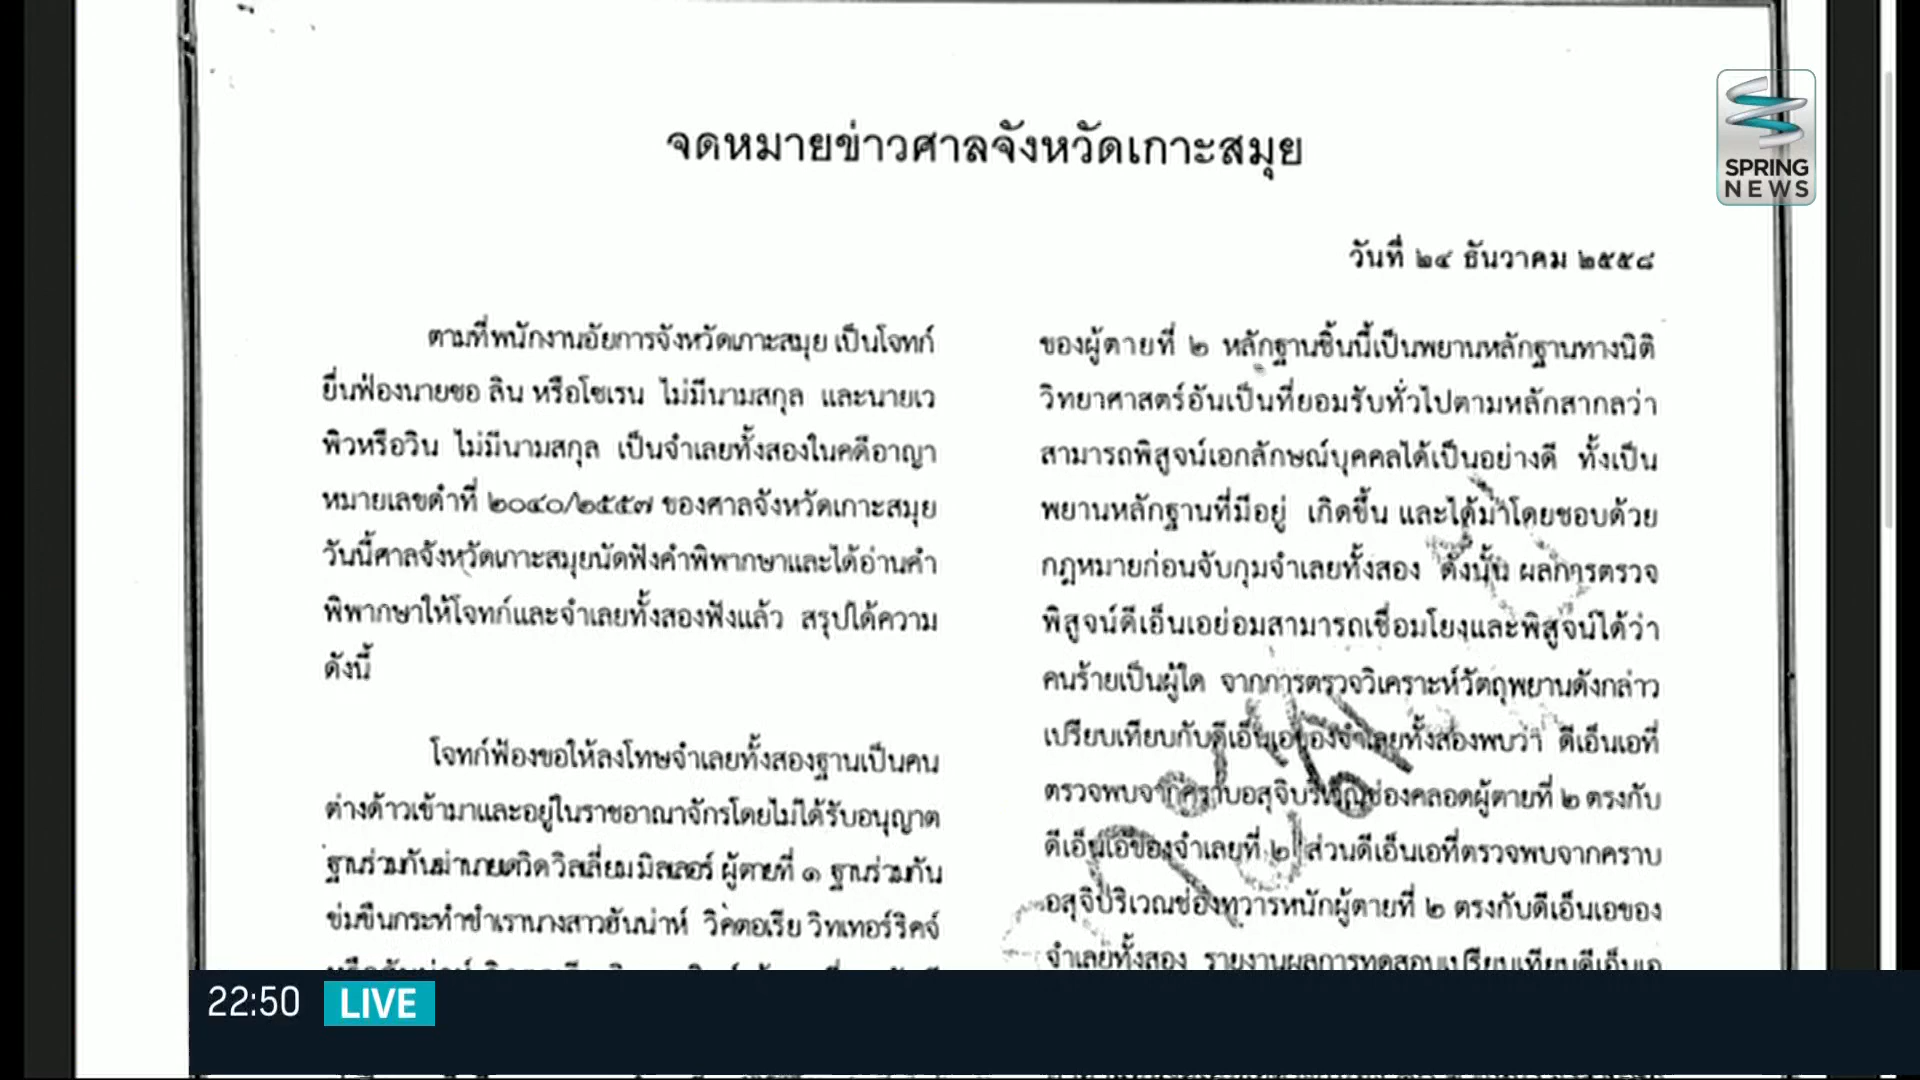 จดหมายข่าวศาลจังหวัดเกาะสมุย
วันที่ ๒๔ ธันวาคม ๒๕๕๘
ตามที่พนักงานอัยการจังหวัดเกาะสมุย เป็นโจทก์
ยื่นฟ้องนายซอ ลิน หรือโซเรน ไม่มีนามสกุล และนายเว
พิวหรือวิน ไม่มีนามสกุล เป็นจำเลยทั้งสองในคดีอาญา
หมายเลขดำที่ ๒๐๔๐/๒๕๕๗ ของศาลจังหวัดเกาะสมุย
วันนี้ศาลจังหวัดเกาะสมุยนัดฟังคำพิพากษาและได้อ่านคำ
พิพากษาให้โจทก์และจำเลยทั้งสองฟังแล้ว สรุปได้ความ
ดังนี้
โจทก์ฟ้องขอให้ลงโทษจำเลยทั้งสองฐานเป็นคน
ต่างด้าวเข้ามาและอยู่ในราชอาณาจักรโดยไม่ได้รับอนุญาต
ฐานร่วมกันฆ่านายเดวิด วิลเลี่ยม มิลเลอร์ ผู้ตายที่ ๑ ฐานร่วมกัน
ข่มขืนกระทำชำเรานางสาวฮันน่าห์ วิคตอเรีย วิทเทอร์ริดจ์
ของผู้ตายที่ ๒ หลักฐานชิ้นนี้เป็นพยานหลักฐานทางนิติ
วิทยาศาสตร์อันเป็นที่ยอมรับทั่วไปตามหลักสากลว่า
สามารถพิสูจน์เอกลักษณ์บุคคลได้เป็นอย่างดี ทั้งเป็น
พยานหลักฐานที่มีอยู่ เกิดขึ้น และได้มาโดยชอบด้วย
กฎหมายก่อนจับกุมจำเลยทั้งสอง ดังนั้น ผลการตรวจ
พิสูจน์ดีเอ็นเอย่อมสามารถเชื่อมโยงและพิสูจน์ได้ว่า
คนร้ายเป็นผู้ใด จากการตรวจวิเคราะห์วัตถุพยานดังกล่าว
เปรียบเทียบกับดีเอ็นเอของจำเลยทั้งสองพบว่า ดีเอ็นเอที่
ตรวจพบจากคราบอสุจิบริเวณช่องคลอดผู้ตายที่ ๒ ตรงกับ
ดีเอ็นเอของจำเลยที่ ๒ ส่วนดีเอ็นเอที่ตรวจพบจากคราบ
อสุจิบริเวณช่องทวารหนักผู้ตายที่ ๒ ตรงกับดีเอ็นเอของ
จำเลยทั้งสอง รายงานผลการทดสอบเปรียบเทียบดีเอ็นเอ
SPRING
NEWS
22:50 LIVE